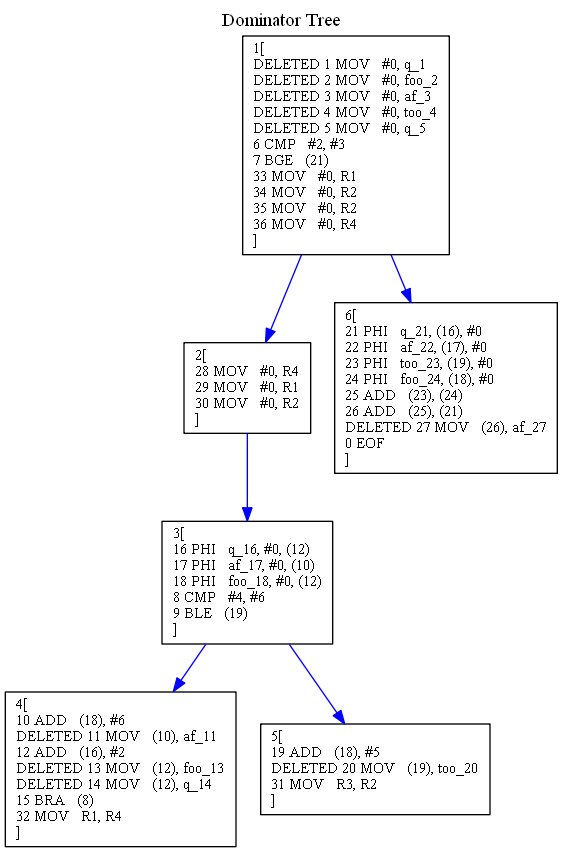 Dominator Tree
1[
DELETED 1 MOV #0, q_1
DELETED 2 MOV #0, foo_2
DELETED 3 MOV #0, af_3
DELETED 4 MOV #0, too_4
DELETED 5 MOV #0, q_5
6 CMP #2, #3
7 BGE (21)
33 MOV #0, R1
34 MOV #0, R2
35 MOV #0, R2
36 MOV #0, R4
]
6[
21 PHI q_21, (16), #0
22 PHI af_22, (17), #0
23 PHI too_23, (19), #0
24 PHI foo_24, (18), #0
25 ADD (23), (24)
26 ADD (25), (21)
DELETED 27 MOV (26), af_27
0 EOF
]
2[
28 MOV #0, R4
29 MOV #0, R1
30 MOV #0, R2
]
3[
16 PHI q_16, #0, (12)
17 PHI af_17, #0, (10)
18 PHI foo_18, #0, (12)
8 CMP #4, #6
9 BLE (19)
]
4[
10 ADD (18), #6
DELETED 11 MOV (10), af_11
12 ADD (16), #2
DELETED 13 MOV (12), foo_13
DELETED 14 MOV (12), q_14
15 BRA (8)
32 MOV R1, R4
]
5[
19 ADD (18), #5
DELETED 20 MOV (19), too_20
31 MOV R3, R2
]